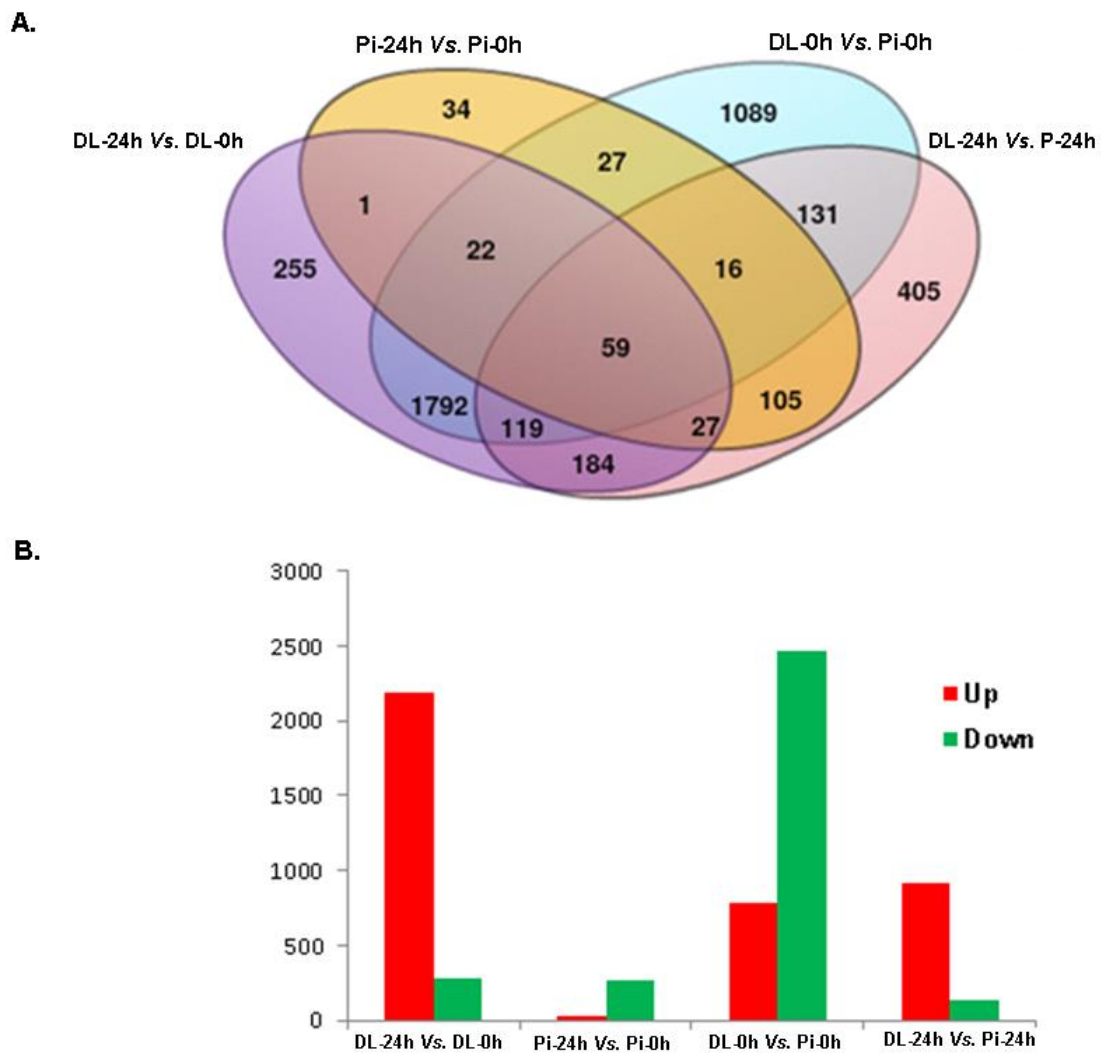 A.
Pi-24h Vs. Pi-0h
DL-0h Vs. Pi-0h
DL-24h Vs. DL-0h
DL-24h Vs. P-24h
34
1089
27
1
131
22
255
16
405
59
1792
119
27
105
184
B.
3000
2500
2000
1500
1000
500
0
Up
Down
DL-24h Vs. DL-0h
Pi-24h Vs. Pi-0h
DL-0h Vs. Pi-0h
DL-24h Vs. Pi-24h